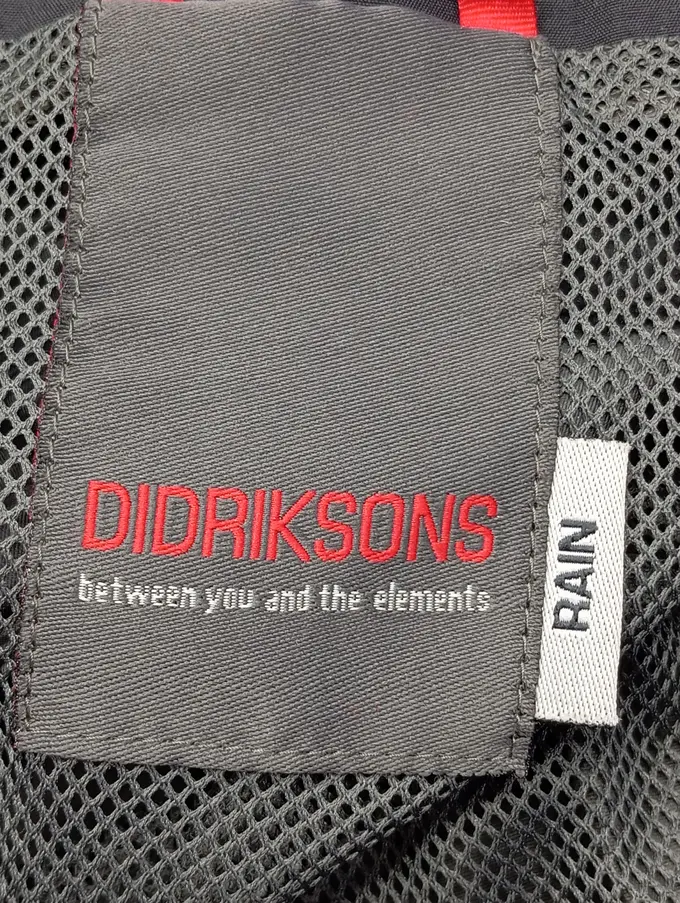 DIDRIKSONS
between you and the elements
RAIN